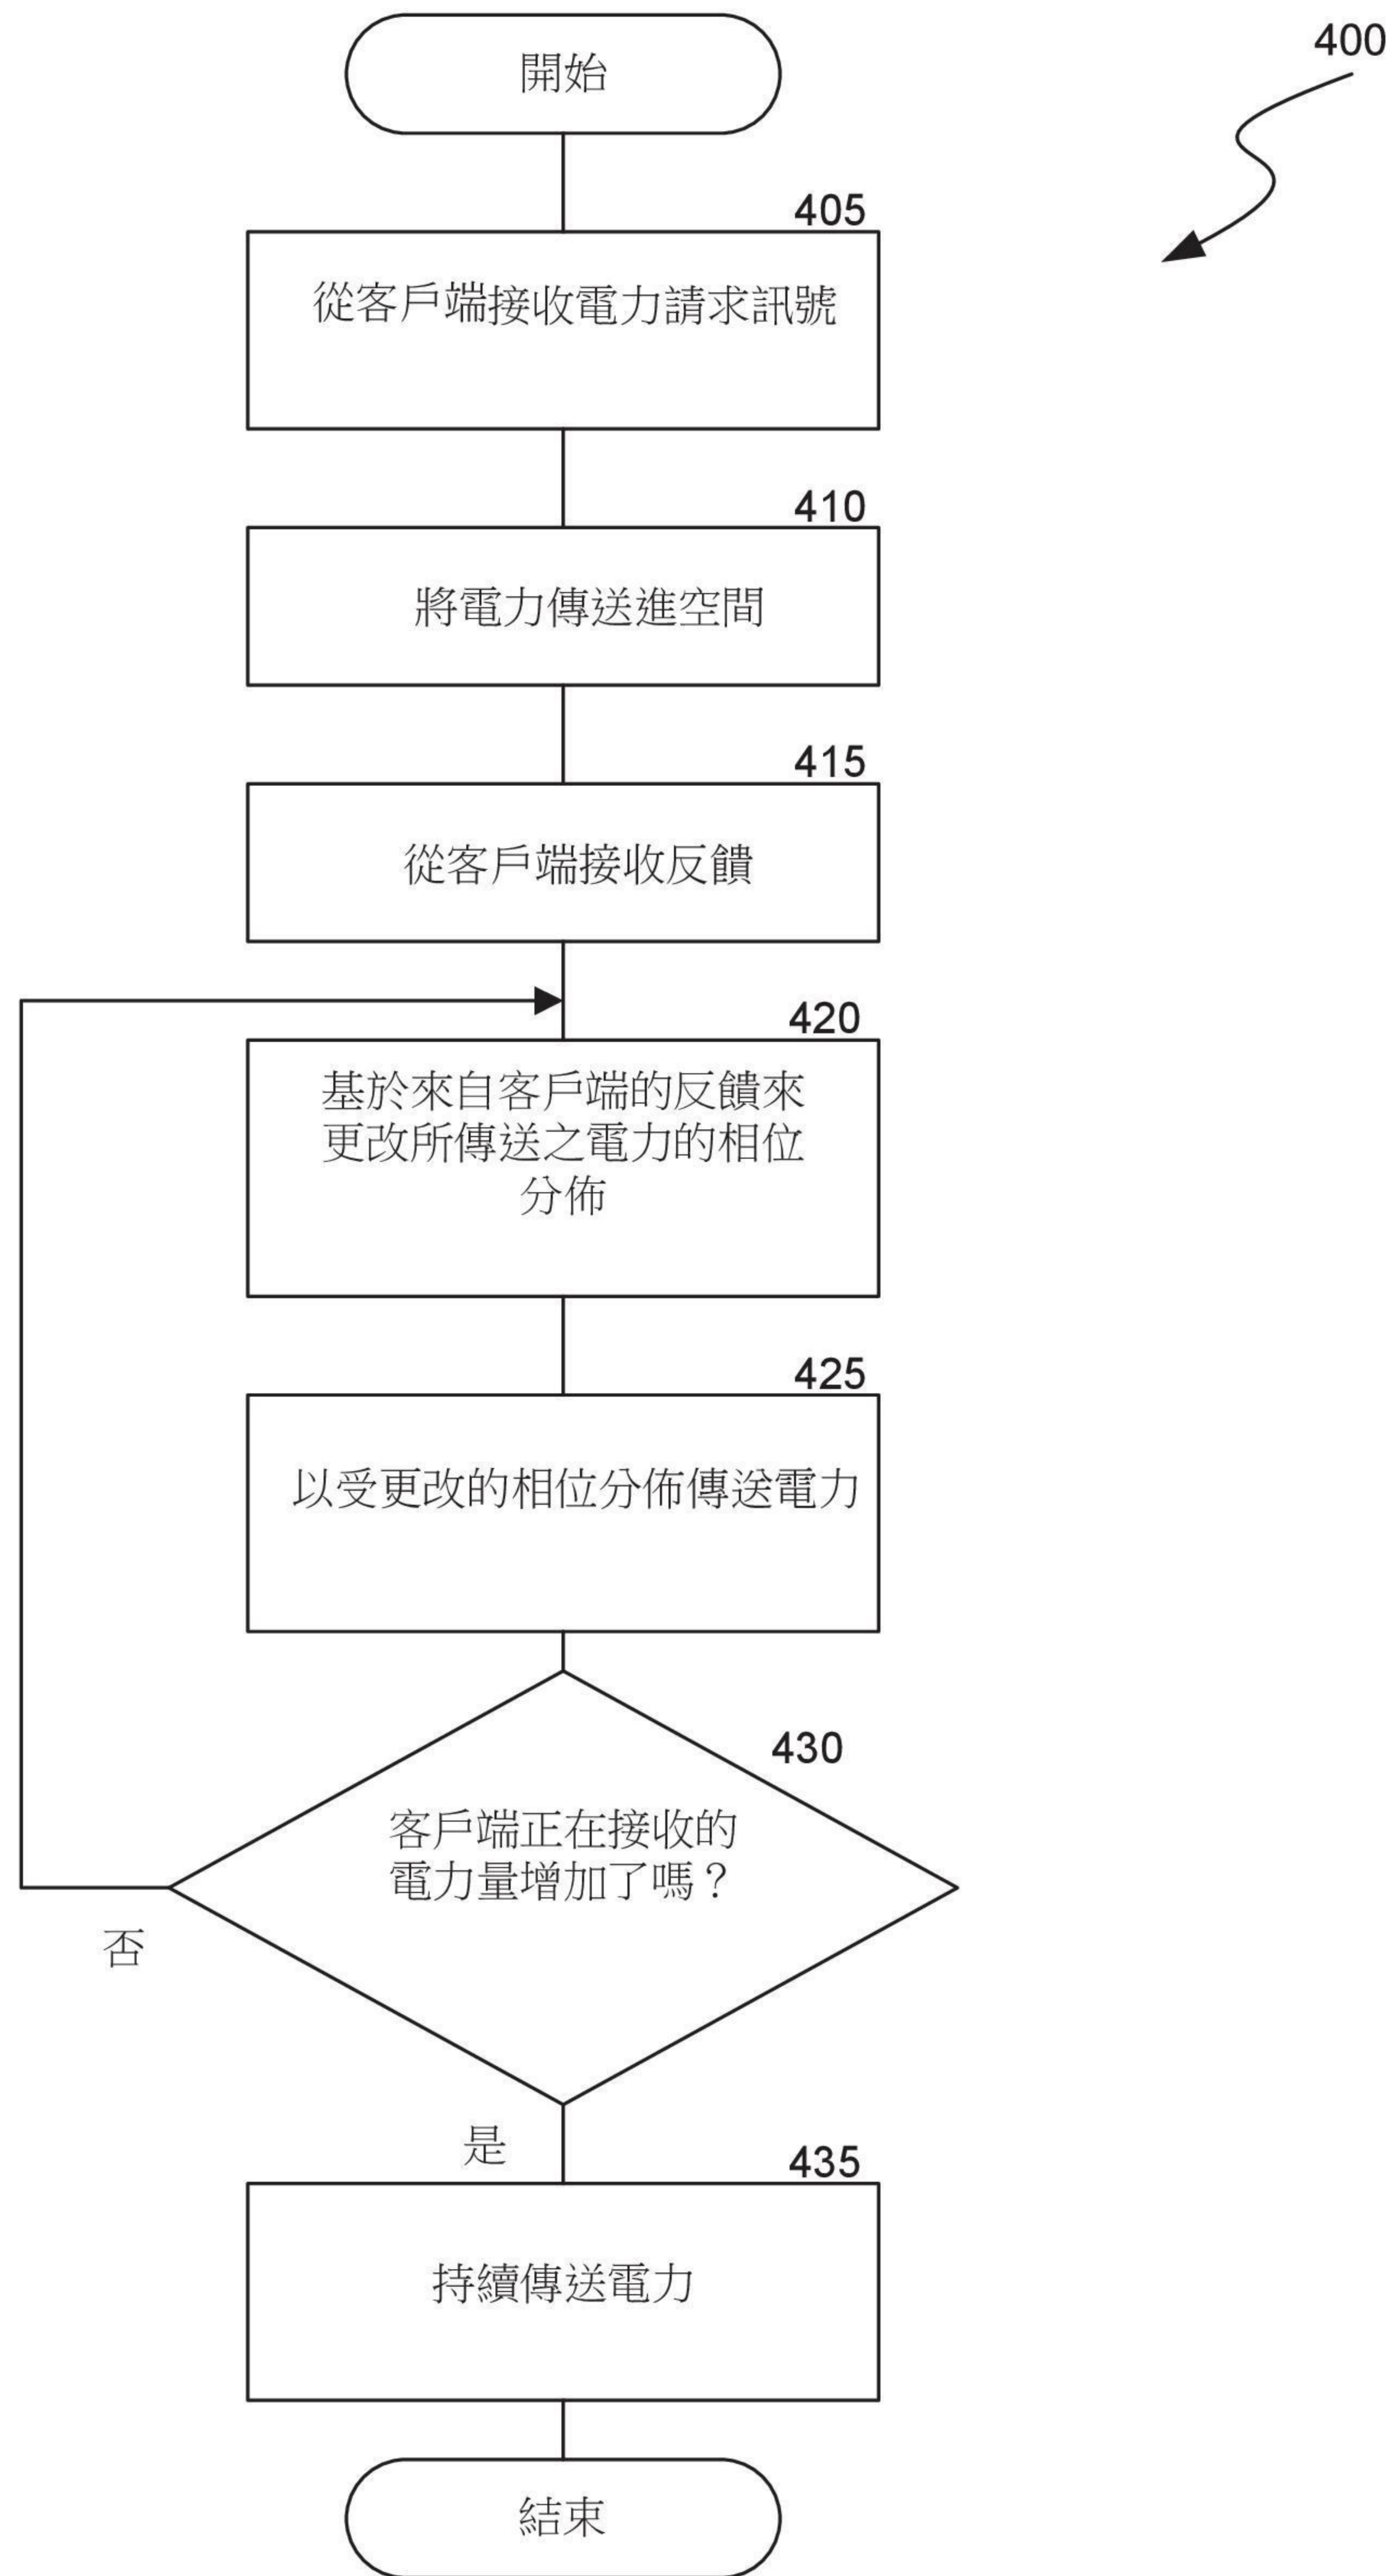 開始
400
405
從客戶端接收電力請求訊號
410
將電力傳送進空間
415
從客戶端接收反饋
420
基於來自客戶端的反饋來
更改所傳送之電力的相位
分佈
425
以受更改的相位分佈傳送電力
430
客戶端正在接收的
電力量增加了嗎？
否
是
435
持續傳送電力
結束